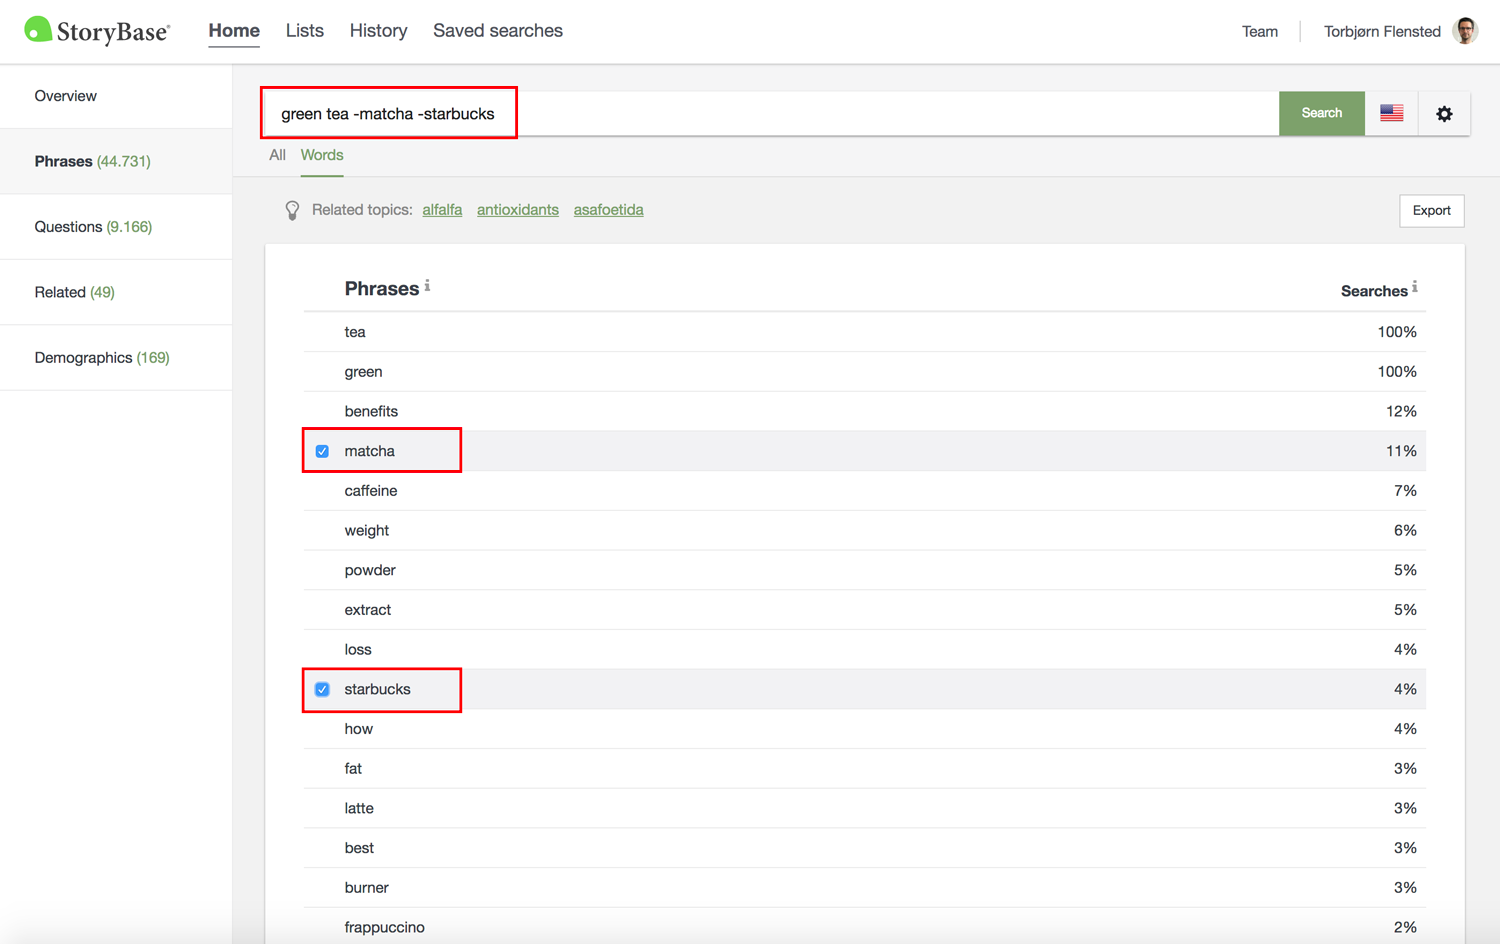 StoryBase® Home Lists History Saved searches Team Torbjørn Flensted
Overview
Phrases (44.731)
Questions (9.166)
Related (49)
Demographics (169)
green tea -matcha -starbucks Search
All Words
Related topics: alfalfa antioxidants asafoetida Export
Phrases i Searches i
tea 100%
green 100%
benefits 12%
matcha 11%
caffeine 7%
weight 6%
powder 5%
extract 5%
loss 4%
starbucks 4%
how 4%
fat 3%
latte 3%
best 3%
burner 3%
frappuccino 2%